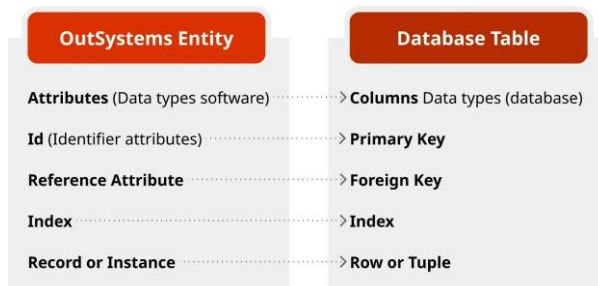 OutSystems Entity
Database Table
Attributes (Data types software)
Columns Data types (database)
Id (Identifier attributes)
Primary Key
Reference Attribute
Foreign Key
Index
Index
Record or Instance
Row or Tuple